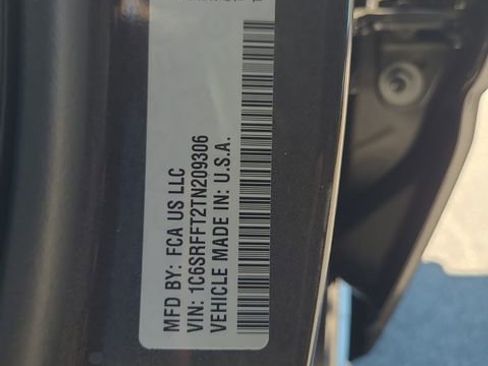 MFD BY: FCA US LLC
VIN: 1C6SRFFT2TN209306
VEHICLE MADE IN: U.S.A.